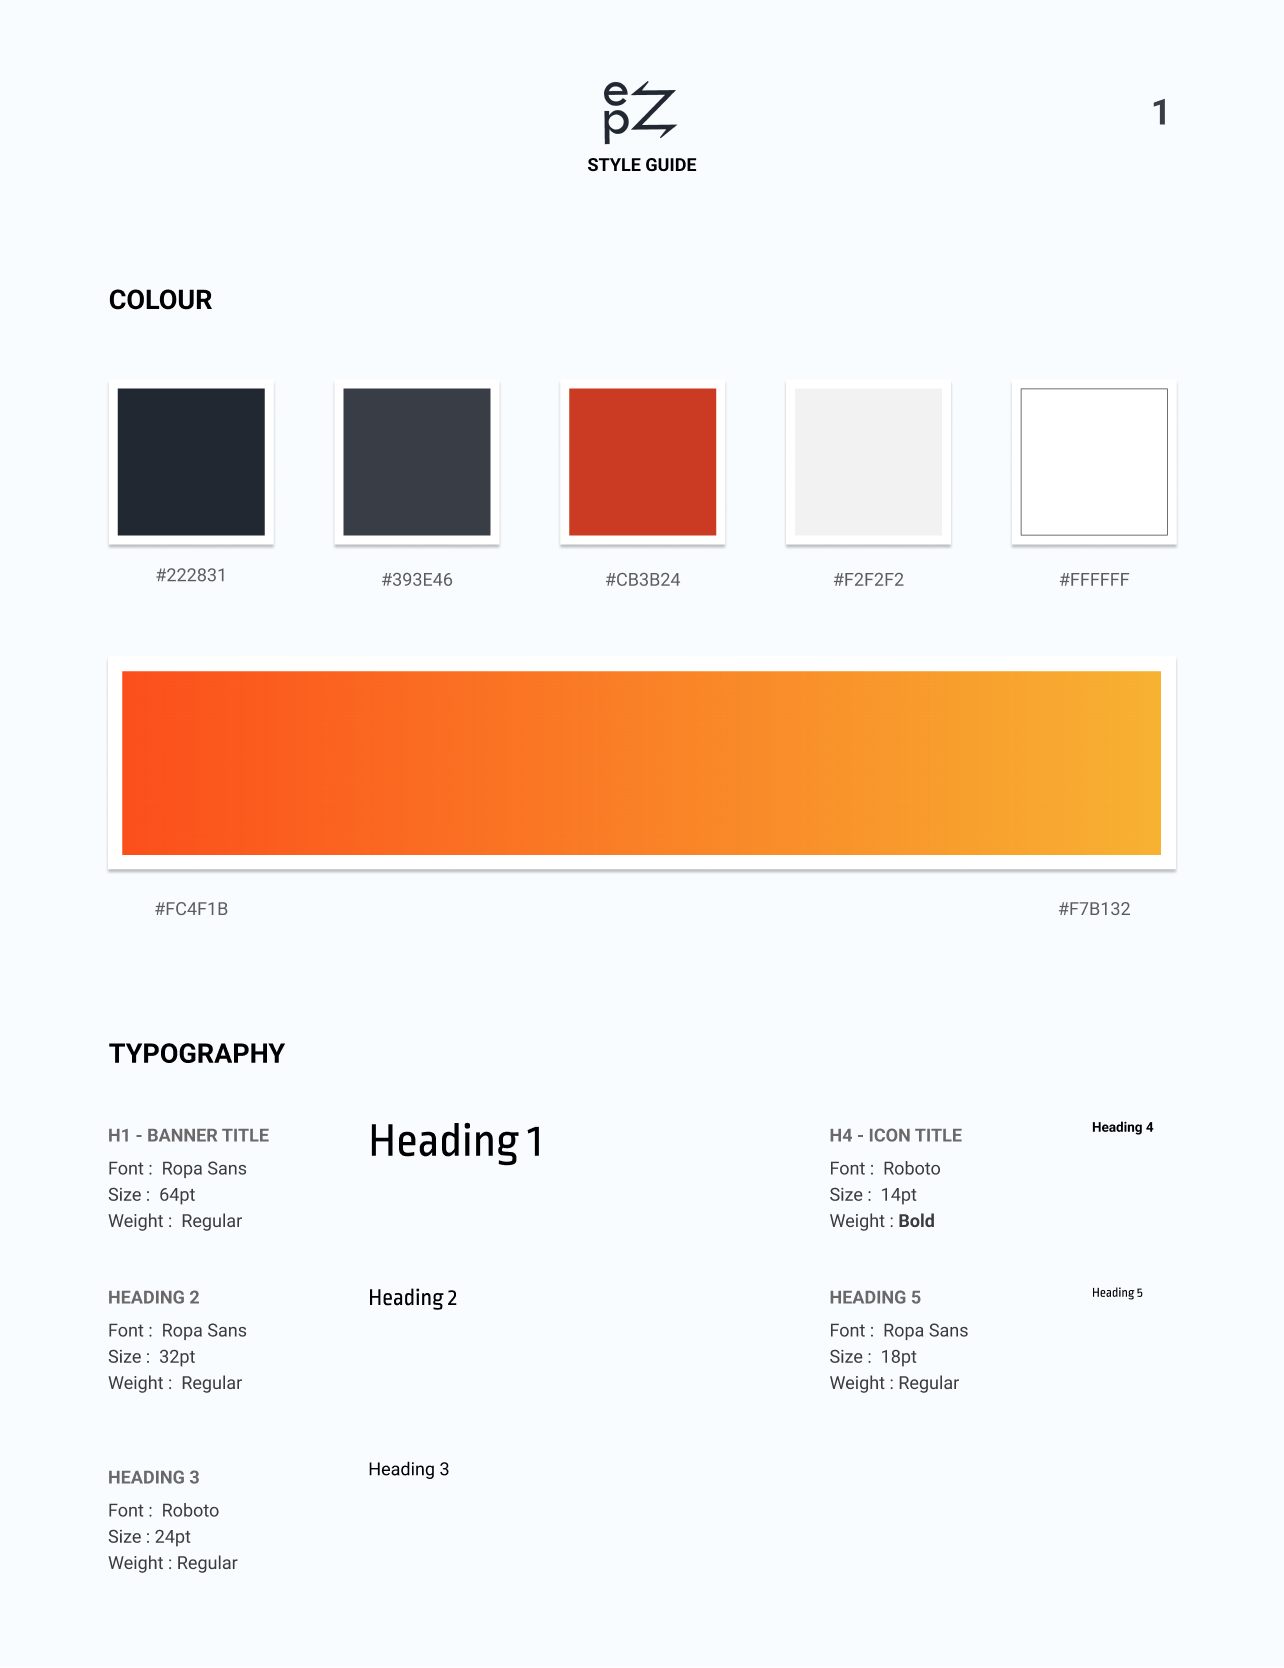 ep
STYLE GUIDE
1
COLOUR
#222831
#393E46
#CB3B24
#F2F2F2
#FFFFFF
#FC4F1B
#F7B132
TYPOGRAPHY
H1 - BANNER TITLE
Font : Ropa Sans
Size : 64pt
Weight : Regular
Heading 1
HEADING 2
Font : Ropa Sans
Size : 32pt
Weight : Regular
Heading 2
HEADING 3
Font : Roboto
Size : 24pt
Weight : Regular
Heading 3
H4 - ICON TITLE
Font : Roboto
Size : 14pt
Weight : Bold
Heading 4
HEADING 5
Font : Ropa Sans
Size : 18pt
Weight : Regular
Heading 5